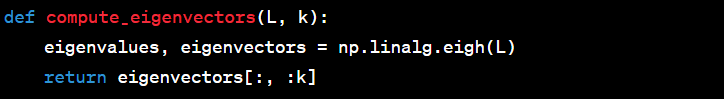 def compute_eigenvectors(L, k):
    eigenvalues, eigenvectors = np.linalg.eigh(L)
    return eigenvectors[:, :k]